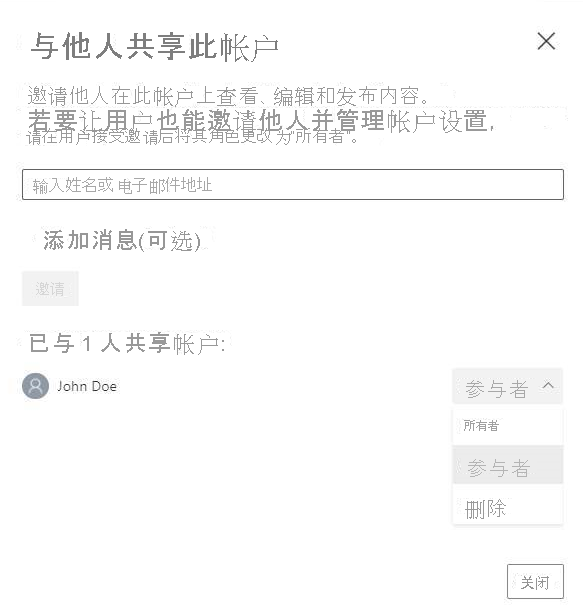 与他人共享此帐户
邀请他人在此帐户上查看、编辑和发布内容。
若要让用户也能邀请他人并管理帐户设置，
请在用户接受邀请后将其角色更改为"所有者"。
输入姓名或电子邮件地址
添加消息(可选)
邀请
已与 1 人共享帐户:
John Doe
参与者
所有者
参与者
删除
关闭